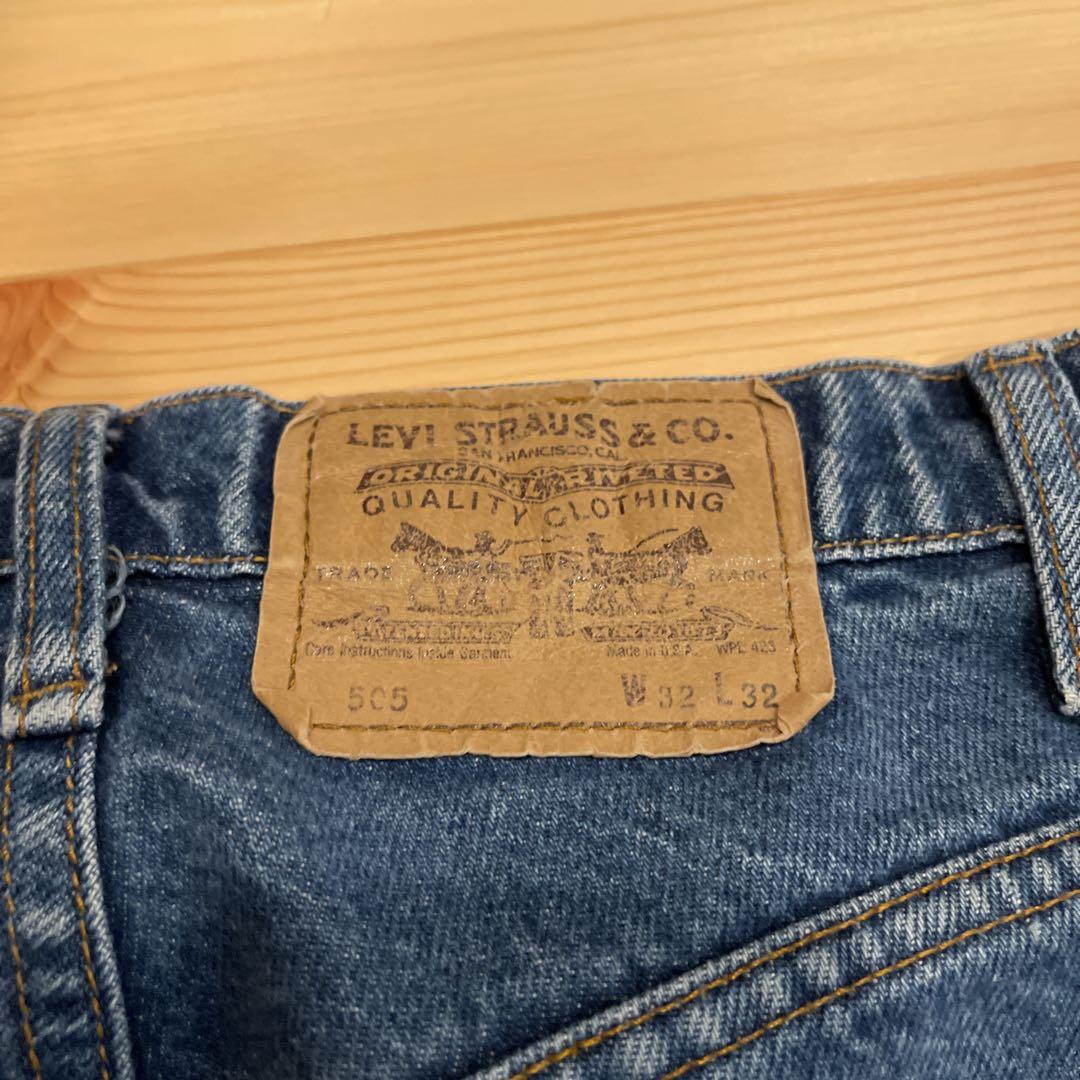 LEVI STRAUSS & CO.
SAN FRANCISCO, CAL.
ORIGINAL RIVETED
QUALITY CLOTHING
TRADE MARK
Care Instructions Inside Garment Made in U.S.A. WPL 423
505 W 32 L 32